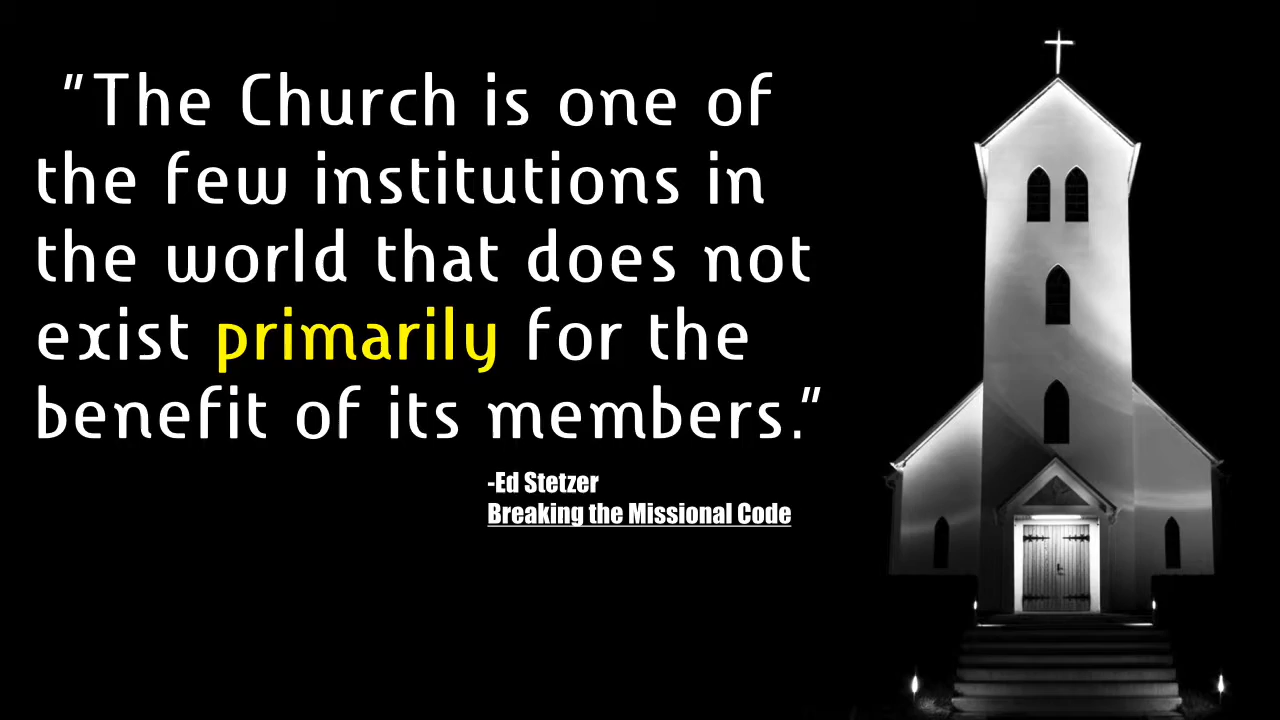 "The Church is one of
the few institutions in
the world that does not
exist primarily for the
benefit of its members."
-Ed Stetzer
Breaking the Missional Code